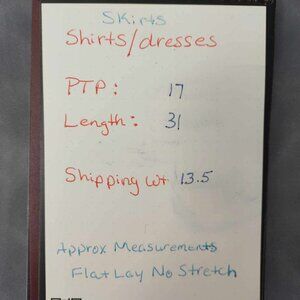 Skirts
Shirts/dresses
PTP: 17
Length: 31
Shipping wt 13.5
Approx Measurements
Flat Lay No Stretch